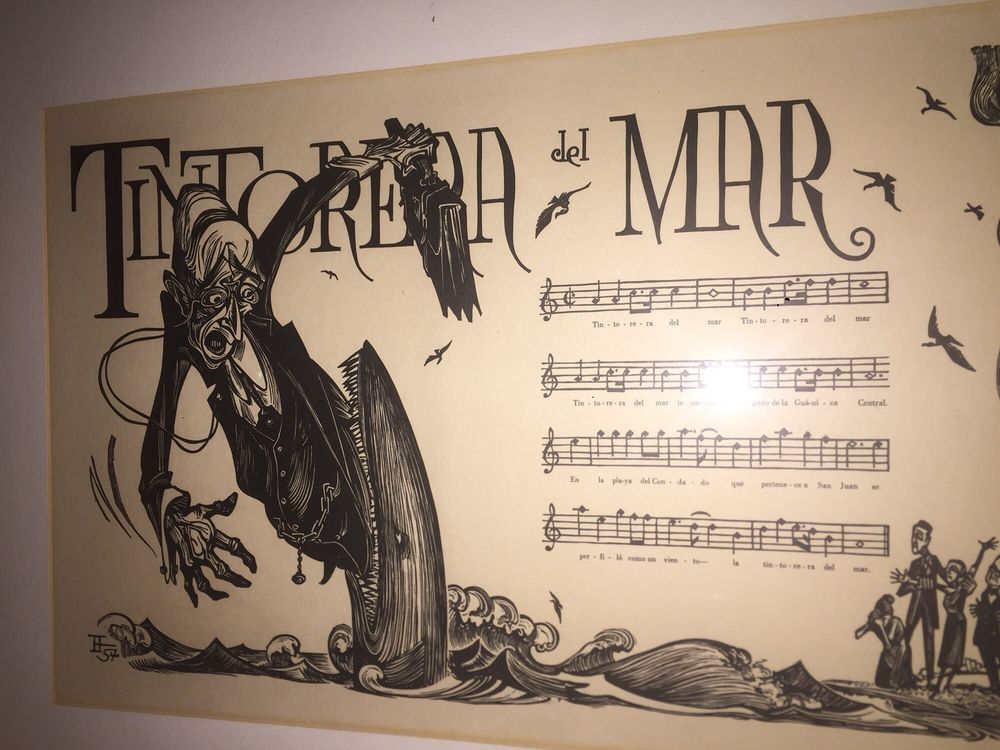 TINTORERA del MAR
Tin - to - re - ra del mar Tin - to - re - ra del mar
Tin - to - re - ra del mar te gado de la Guá - ni - ca Central.
En la pla - ya del Con - da - do que pertene - ce a San Juan se
per - fi - ló como un vien - to— la tin - to - re - ra del mar.
57